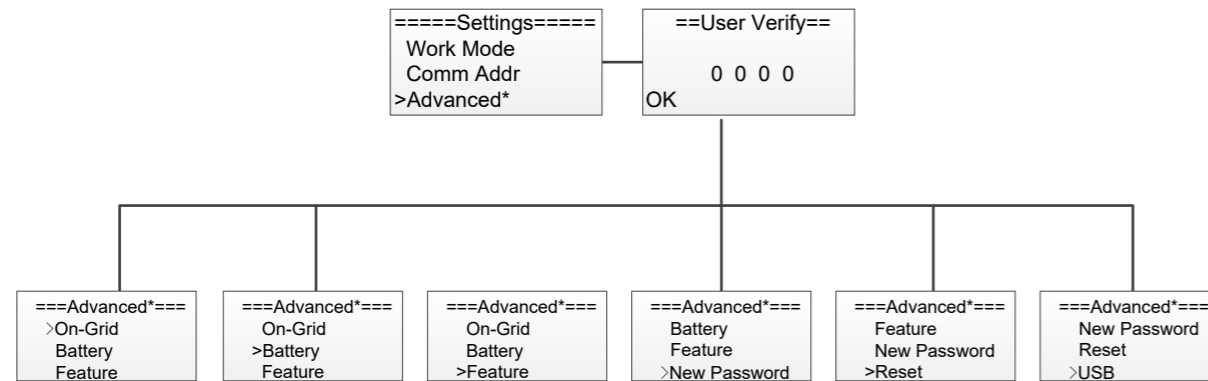 =====Settings=====
Work Mode
Comm Addr
>Advanced*
==User Verify==
0 0 0 0
OK
===Advanced*===
>On-Grid
Battery
Feature
===Advanced*===
On-Grid
>Battery
Feature
===Advanced*===
On-Grid
Battery
>Feature
===Advanced*===
Battery
Feature
>New Password
===Advanced*===
Feature
New Password
>Reset
===Advanced*===
New Password
Reset
>USB